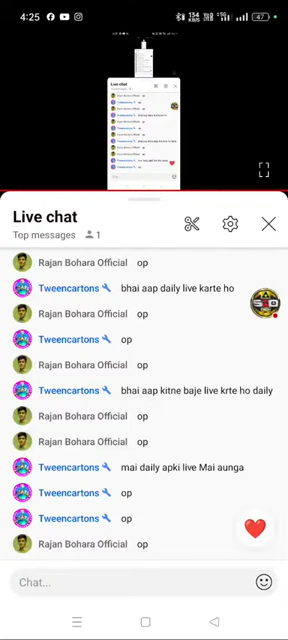 4:25
134
KB/S
47
Live chat
Top messages 1
Rajan Bohara Official op
Tweencartons bhai aap daily live karte ho
Rajan Bohara Official op
Tweencartons op
Rajan Bohara Official op
Tweencartons bhai aap kitne baje live krte ho daily
Rajan Bohara Official op
Rajan Bohara Official op
Tweencartons mai daily apki live Mai aunga
Tweencartons op
Tweencartons op
Rajan Bohara Official op
Chat...